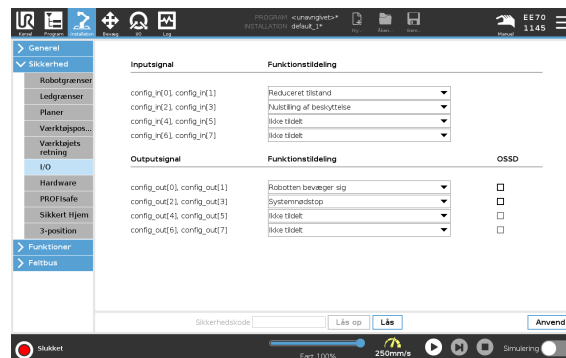 PROGRAM <unavngivet>*
INSTALLATION default_1*
EE70
1145
Kørsel Program Installation Bevæg I/O Log Ny... Åben... Gem... Manuel
Generel
Sikkerhed
Robotgrænser
Ledgrænser
Planer
Værktøjspos...
Værktøjets
retning
I/O
Hardware
PROFIsafe
Sikkert Hjem
3-position
Funktioner
Feltbus
Inputsignal Funktionstildeling
config_in[0], config_in[1] Reduceret tilstand
config_in[2], config_in[3] Nulstilling af beskyttelse
config_in[4], config_in[5] Ikke tildelt
config_in[6], config_in[7] Ikke tildelt
Outputsignal Funktionstildeling OSSD
config_out[0], config_out[1] Robotten bevæger sig
config_out[2], config_out[3] Systemnødstop
config_out[4], config_out[5] Ikke tildelt
config_out[6], config_out[7] Ikke tildelt
Sikkerhedskode Lås op Lås Anvend
Slukket Fart 100% 250mm/s Simulering